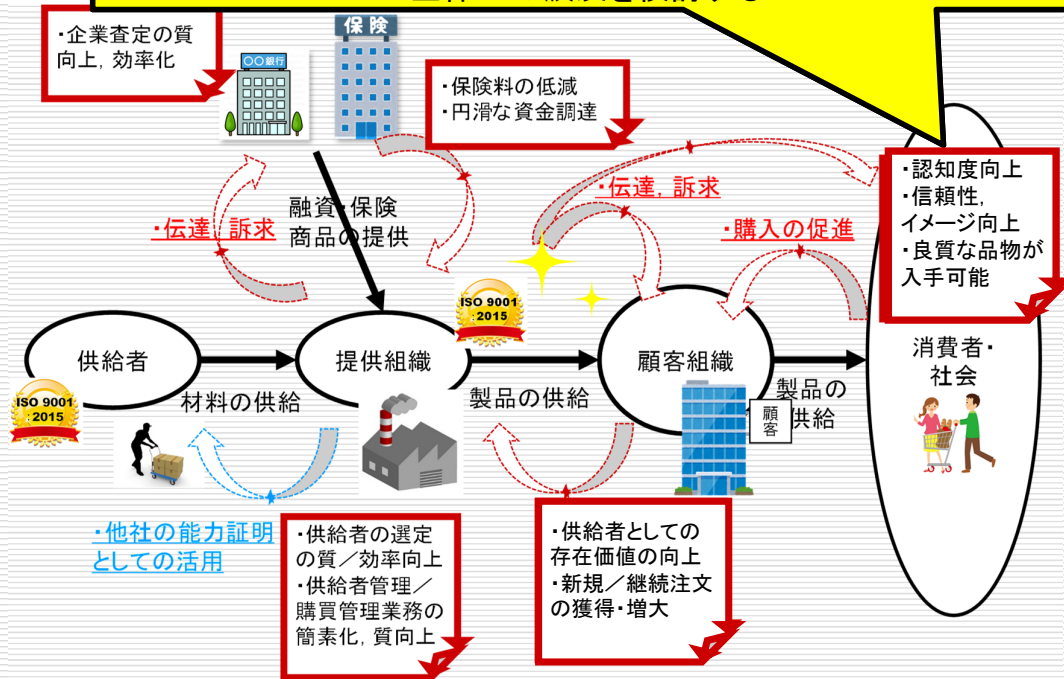 保険
・企業査定の質
向上, 効率化
〇〇銀行
・保険料の低減
・円滑な資金調達
・認知度向上
・信頼性,
イメージ向上
・良質な品物が
入手可能
・伝達, 訴求
融資・保険
商品の提供
・伝達, 訴求
・購入の促進
ISO 9001
:2015
供給者
提供組織
顧客組織
消費者・
社会
ISO 9001
:2015
材料の供給
製品の供給
製品の
供給
顧客
・他社の能力証明
としての活用
・供給者の選定
の質／効率向上
・供給者管理／
購買管理業務の
簡素化, 質向上
・供給者としての
存在価値の向上
・新規／継続注文
の獲得・増大